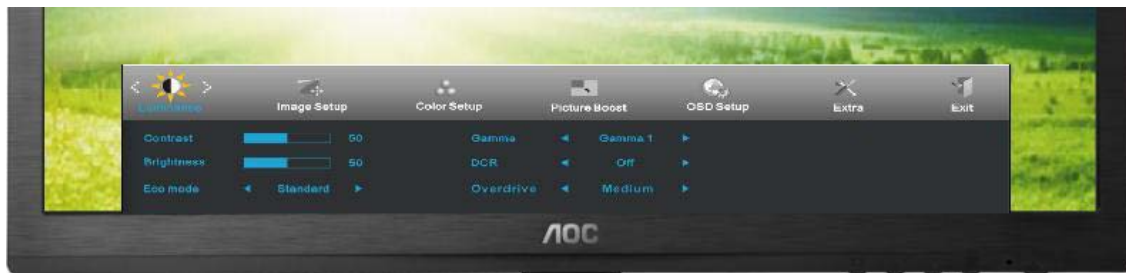 Luminance Image Setup Color Setup Picture Boost OSD Setup Extra Exit
Contrast 50 Gamma Gamma 1
Brightness 50 DCR Off
Eco mode Standard Overdrive Medium
AOC